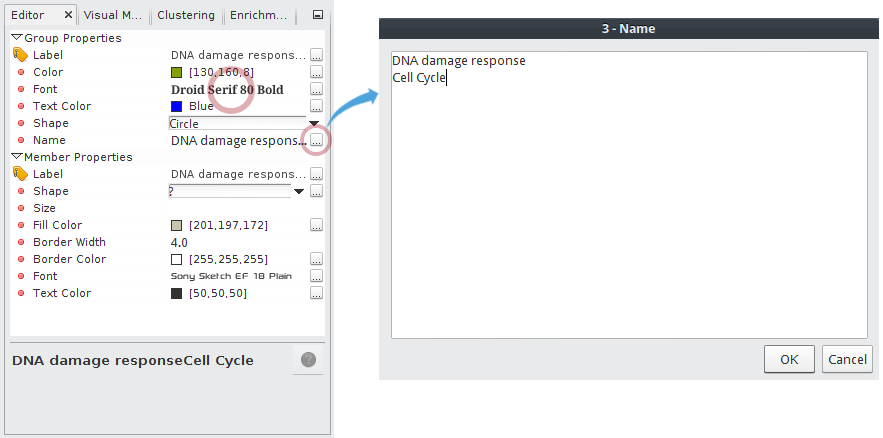 Editor ✕ Visual M... Clustering Enrichm...
Group Properties
Label DNA damage respons... ...
Color [130,160,8] ...
Font Droid Serif 80 Bold ...
Text Color Blue ...
Shape Circle
Name DNA damage respons... ...
Member Properties
Label DNA damage respons... ...
Shape ? ...
Size
Fill Color [201,197,172] ...
Border Width 4.0
Border Color [255,255,255] ...
Font Sony Sketch EF 18 Plain ...
Text Color [50,50,50] ...
DNA damage responseCell Cycle ?
3 - Name
DNA damage response
Cell Cycle
OK Cancel